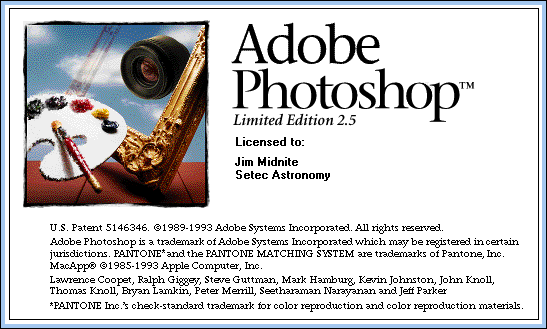 Adobe
Photoshop™
Limited Edition 2.5
Licensed to:
Jim Midnite
Setec Astronomy
U.S. Patent 5146346. ©1989-1993 Adobe Systems Incorporated. All rights reserved.
Adobe Photoshop is a trademark of Adobe Systems Incorporated which may be registered in certain
jurisdictions. PANTONE* and the PANTONE MATCHING SYSTEM are trademarks of Pantone, Inc.
MacApp® ©1985-1993 Apple Computer, Inc.
Lawrence Coopet, Ralph Giggey, Steve Guttman, Mark Hamburg, Kevin Johnston, John Knoll,
Thomas Knoll, Bryan Lamkin, Peter Merrill, Seetharaman Narayanan and Jeff Parker
*PANTONE Inc.'s check-standard trademark for color reproduction and color reproduction materials.